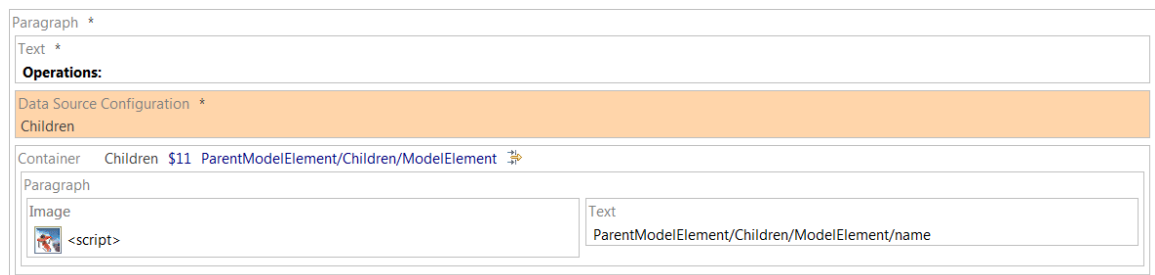 Paragraph *
Text *
Operations:
Data Source Configuration *
Children
Container Children $11 ParentModelElement/Children/ModelElement
Paragraph
Image
<script>
Text
ParentModelElement/Children/ModelElement/name